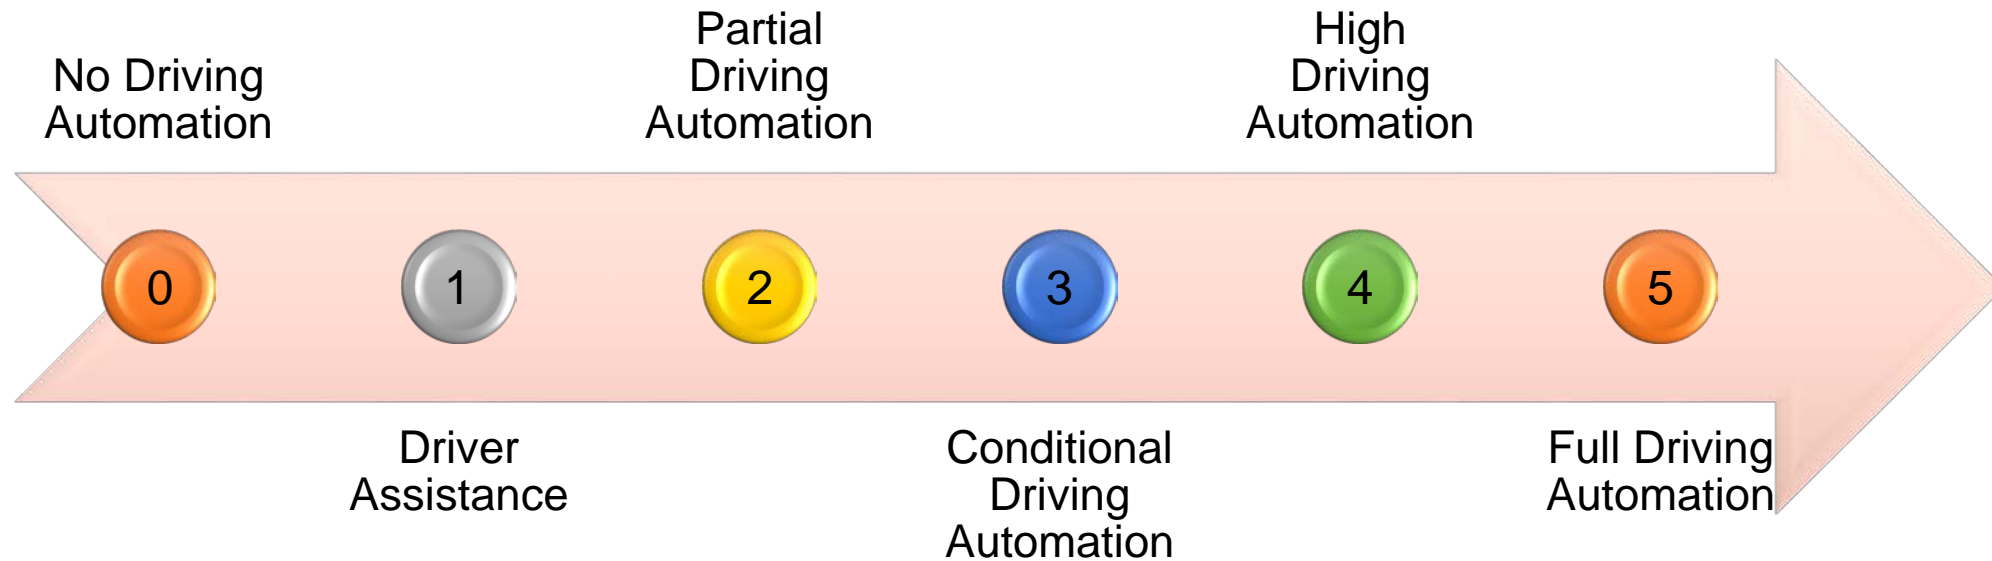 No Driving
Automation
0
Driver
Assistance
1
Partial
Driving
Automation
2
Conditional
Driving
Automation
3
High
Driving
Automation
4
Full Driving
Automation
5